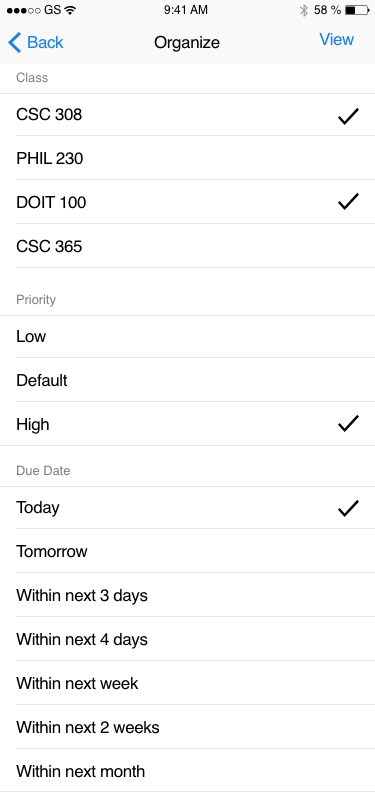 GS 9:41 AM 58 %
Back Organize View
Class
CSC 308
PHIL 230
DOIT 100
CSC 365
Priority
Low
Default
High
Due Date
Today
Tomorrow
Within next 3 days
Within next 4 days
Within next week
Within next 2 weeks
Within next month